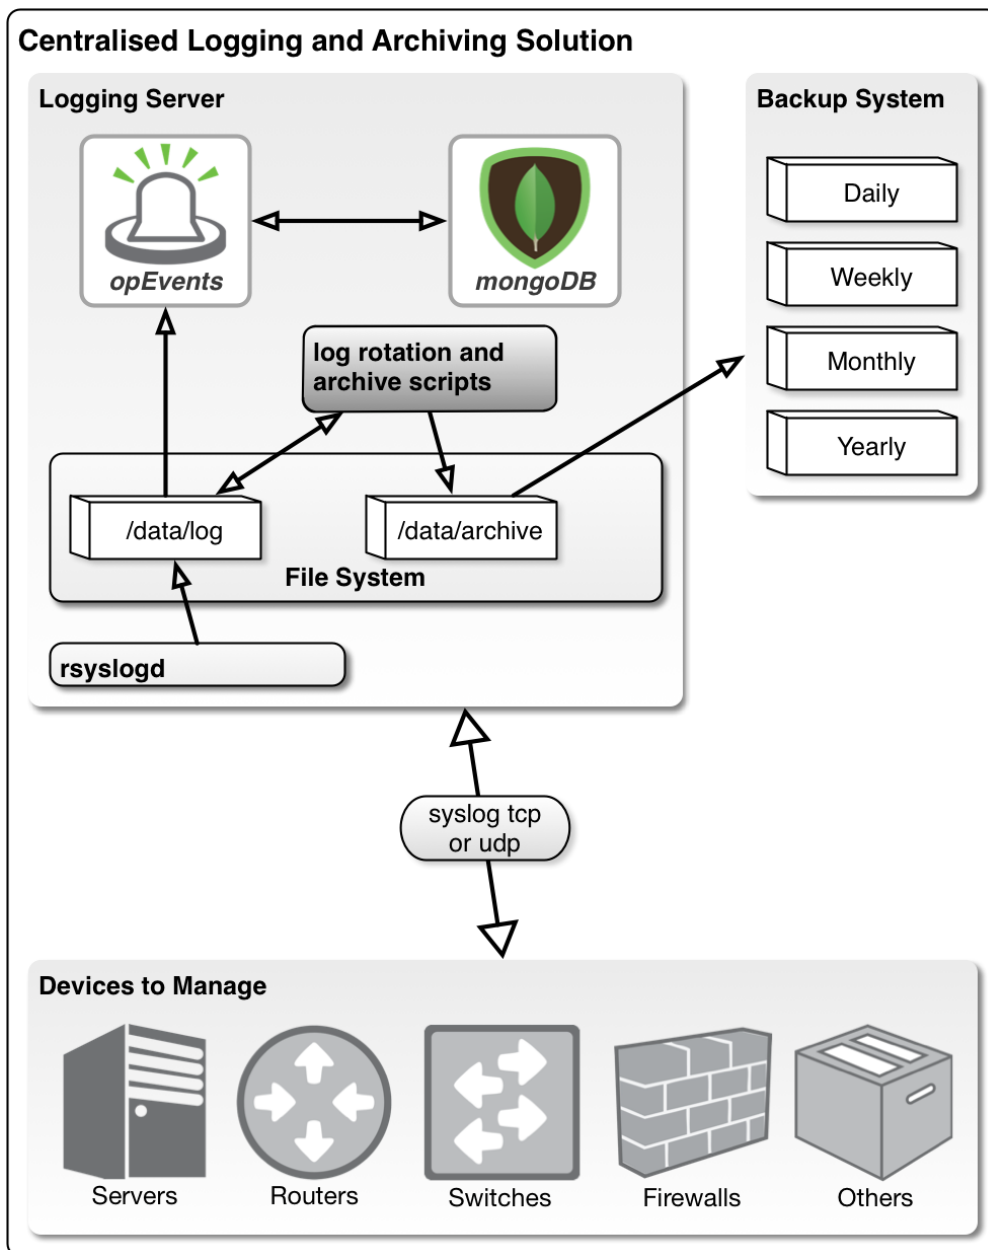 Centralised Logging and Archiving Solution
Logging Server
Backup System
opEvents
mongoDB
Daily
Weekly
Monthly
Yearly
log rotation and
archive scripts
/data/log
/data/archive
File System
rsyslogd
syslog tcp
or udp
Devices to Manage
Servers
Routers
Switches
Firewalls
Others